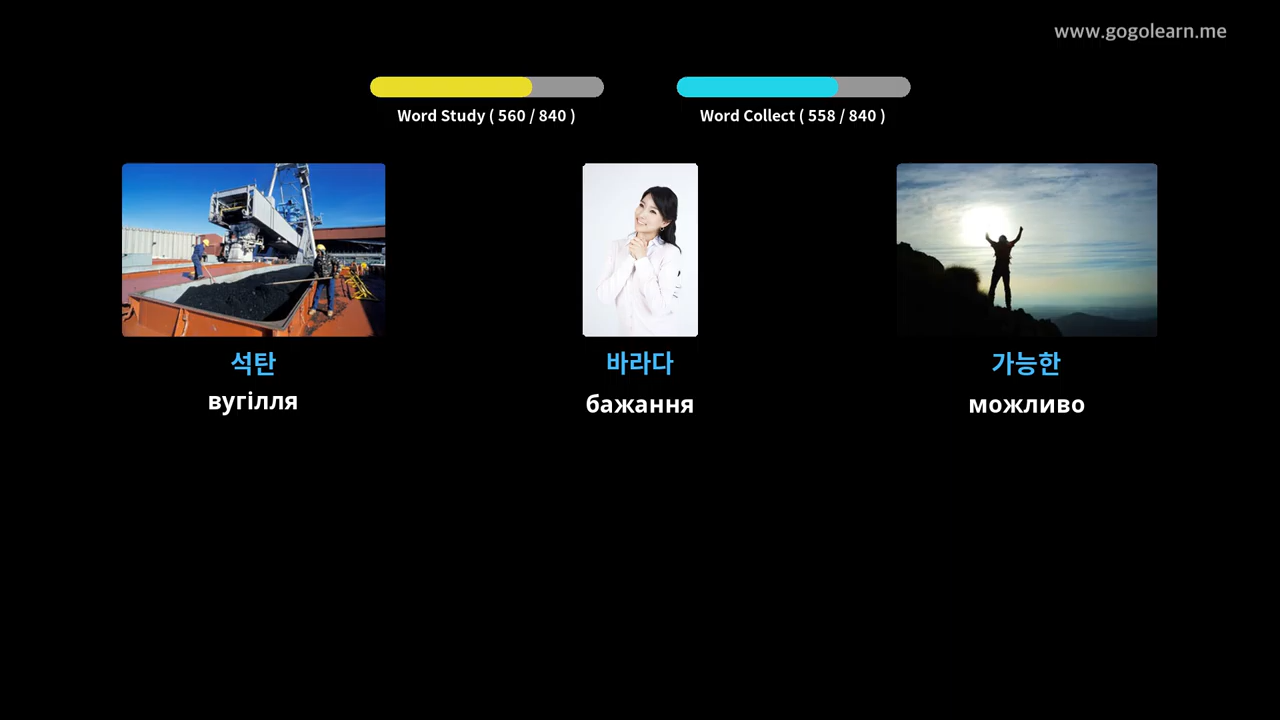 www.gogolearn.me
Word Study ( 560 / 840 )
Word Collect ( 558 / 840 )
석탄
바라다
가능한
вугілля
бажання
можливо